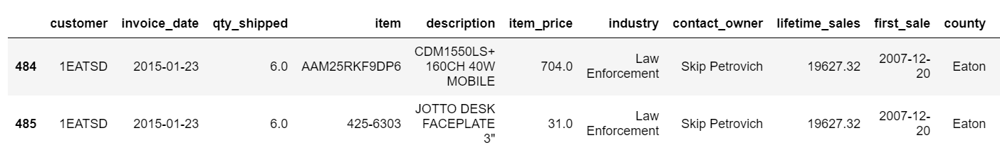 customer invoice_date qty_shipped item description item_price industry contact_owner lifetime_sales first_sale county
484 1EATSD 2015-01-23 6.0 AAM25RKF9DP6 CDM1550LS+ 160CH 40W MOBILE 704.0 Law Enforcement Skip Petrovich 19627.32 2007-12-20 Eaton
485 1EATSD 2015-01-23 6.0 425-6303 JOTTO DESK FACEPLATE 3" 31.0 Law Enforcement Skip Petrovich 19627.32 2007-12-20 Eaton